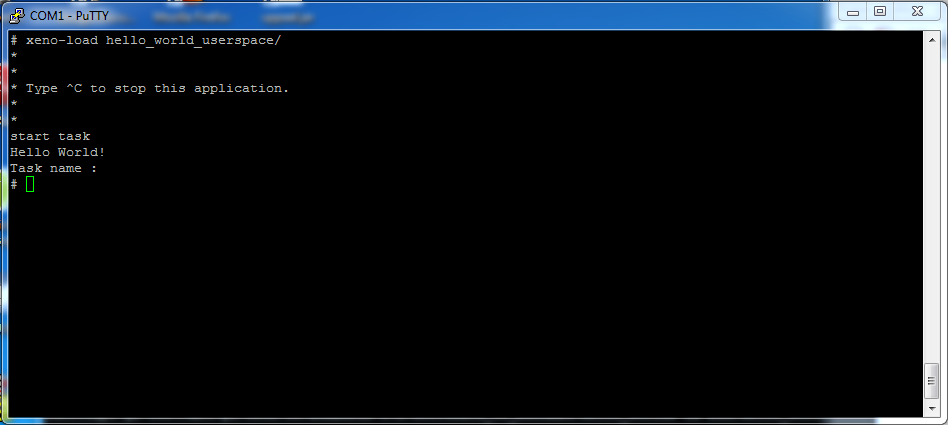 COM1 - PuTTY
# xeno-load hello_world_userspace/
*
*
* Type ^C to stop this application.
*
*
start task
Hello World!
Task name :
#